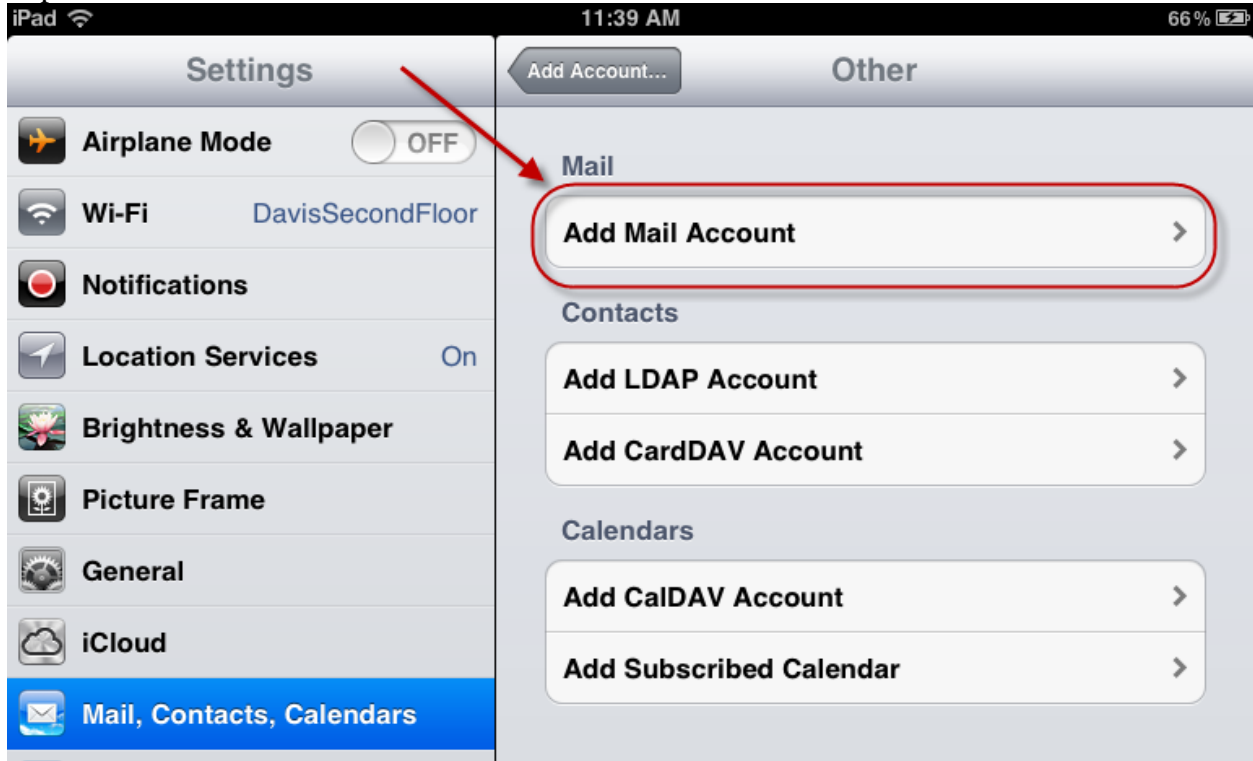 iPad 11:39 AM 66%
Settings
Airplane Mode OFF
Wi-Fi DavisSecondFloor
Notifications
Location Services On
Brightness & Wallpaper
Picture Frame
General
iCloud
Mail, Contacts, Calendars
Add Account... Other
Mail
Add Mail Account
Contacts
Add LDAP Account
Add CardDAV Account
Calendars
Add CalDAV Account
Add Subscribed Calendar